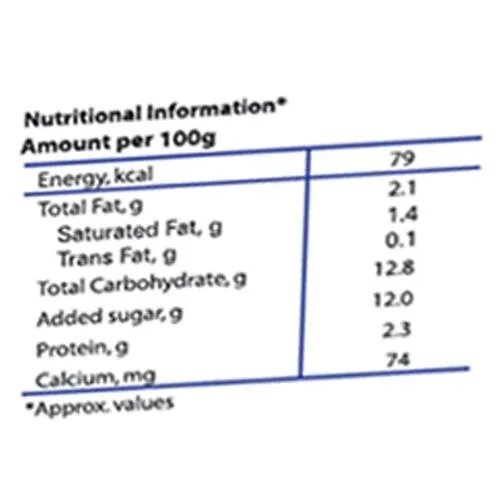 Nutritional Information*
Amount per 100g
Energy, kcal 79
Total Fat, g 2.1
Saturated Fat, g 1.4
Trans Fat, g 0.1
Total Carbohydrate, g 12.8
Added sugar, g 12.0
Protein, g 2.3
Calcium, mg 74
*Approx. values